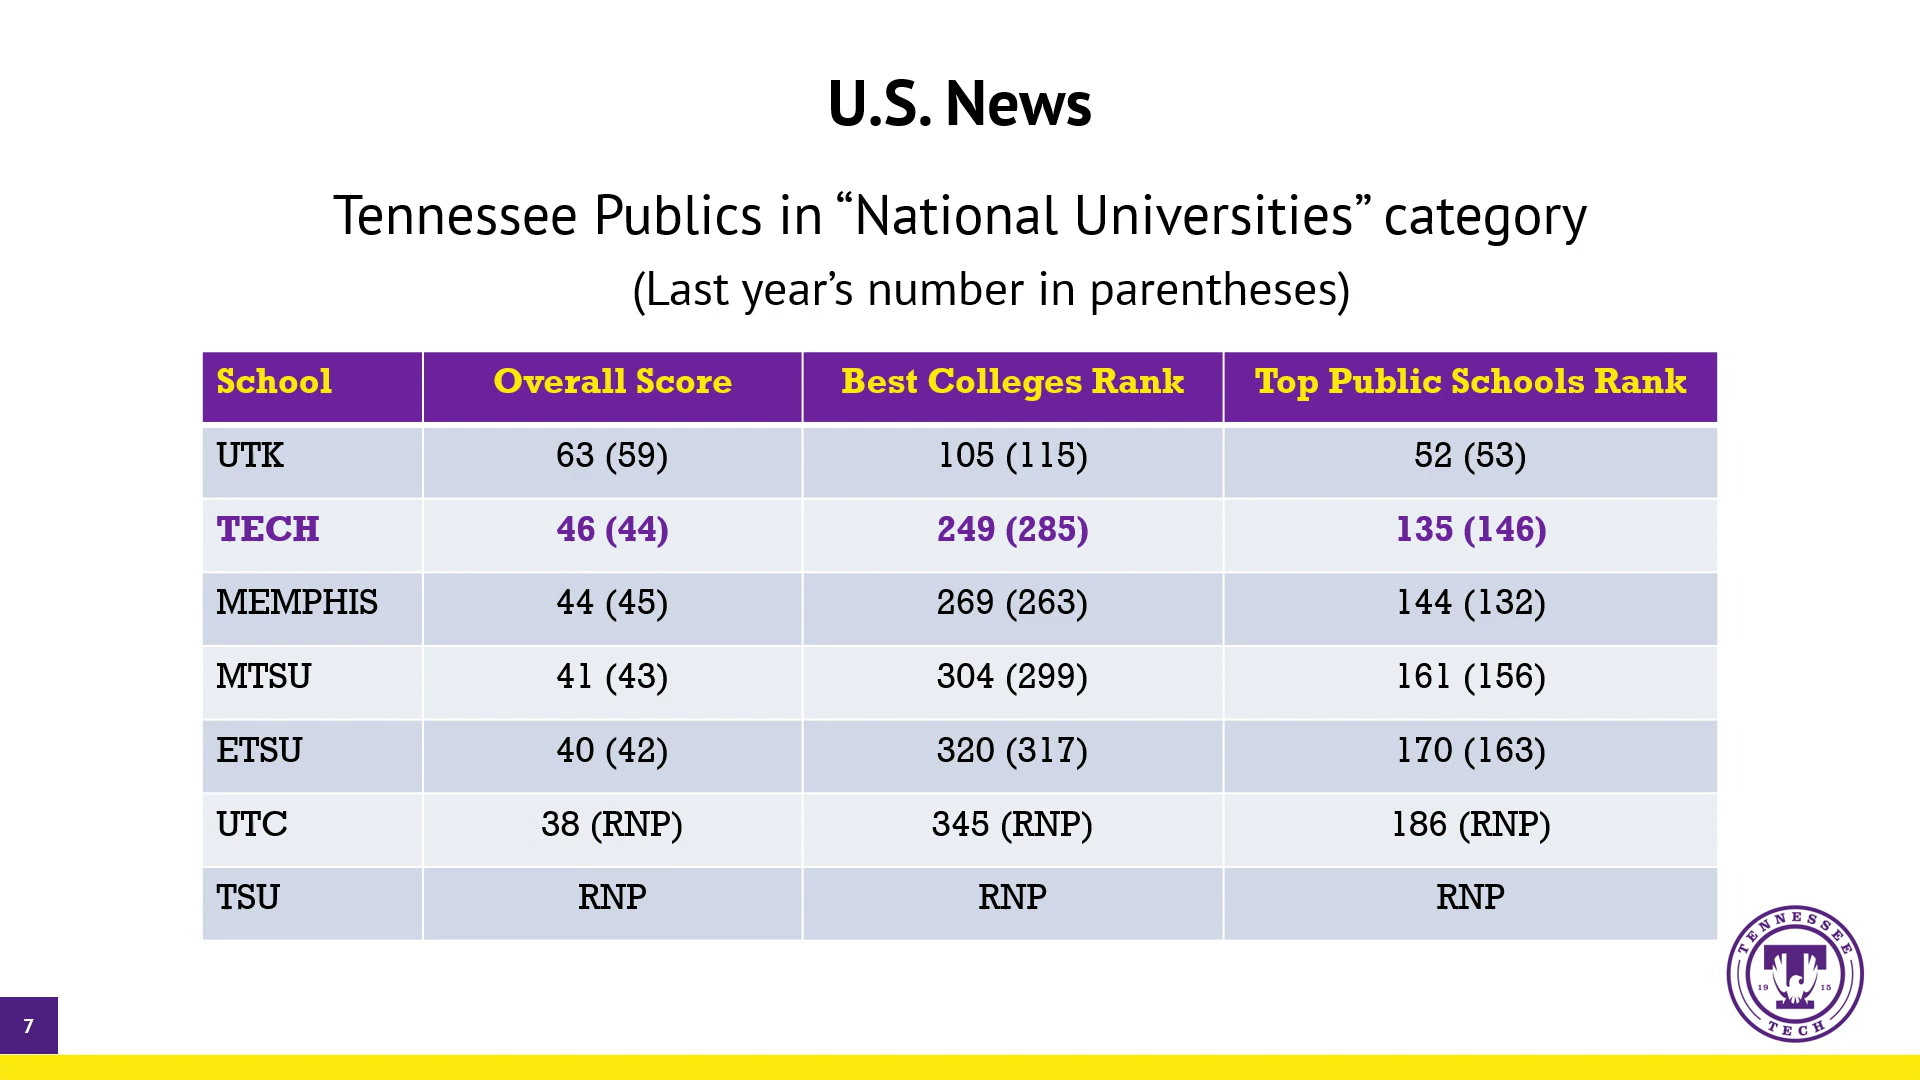 U.S. News
Tennessee Publics in “National Universities” category
(Last year’s number in parentheses)
School Overall Score Best Colleges Rank Top Public Schools Rank
UTK 63 (59) 105 (115) 52 (53)
TECH 46 (44) 249 (285) 135 (146)
MEMPHIS 44 (45) 269 (263) 144 (132)
MTSU 41 (43) 304 (299) 161 (156)
ETSU 40 (42) 320 (317) 170 (163)
UTC 38 (RNP) 345 (RNP) 186 (RNP)
TSU RNP RNP RNP
TENNESSEE
T
19 15
TECH
7